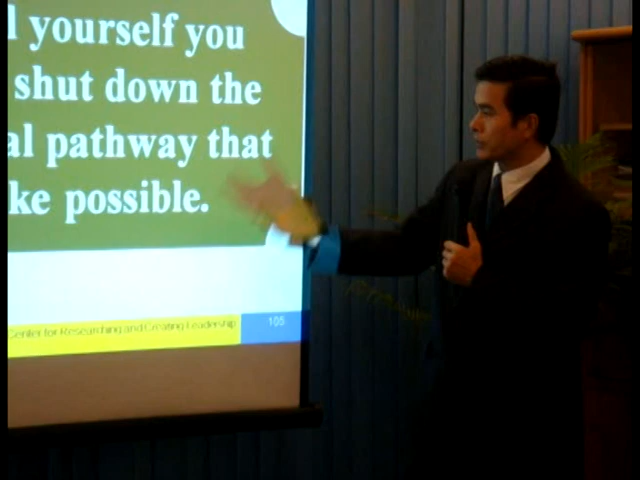 l yourself you
shut down the
al pathway that
ke possible.
Center for Researching and Creating Leadership
105